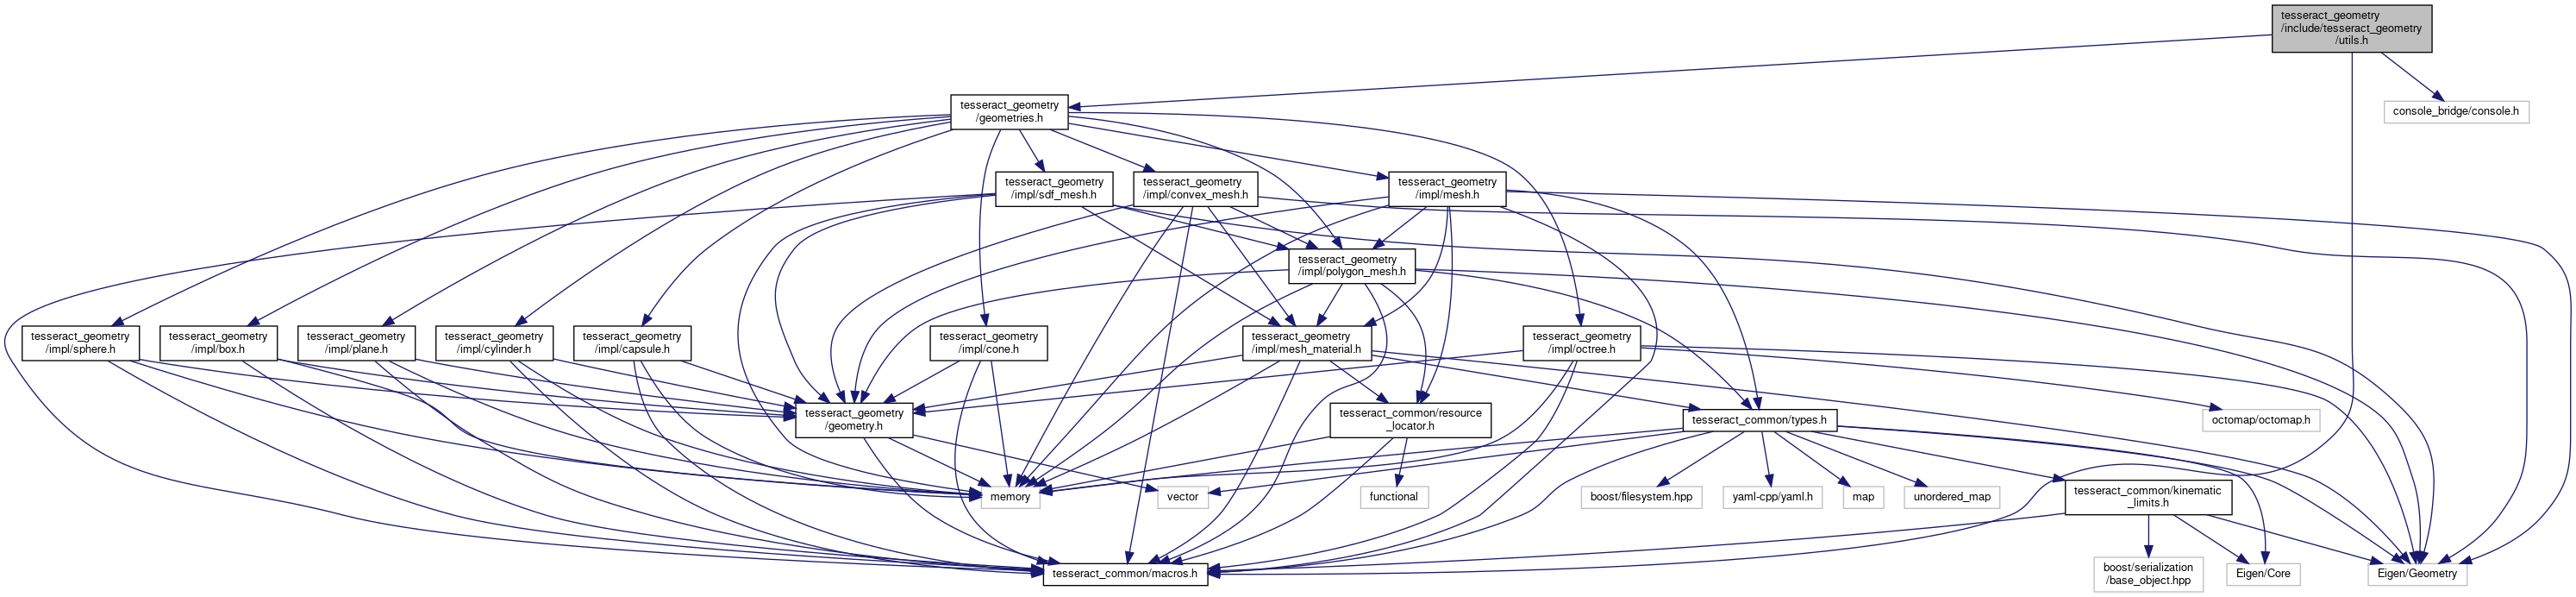 tesseract_geometry
/include/tesseract_geometry
/utils.h
tesseract_geometry
/geometries.h
console_bridge/console.h
tesseract_geometry
/impl/sdf_mesh.h
tesseract_geometry
/impl/convex_mesh.h
tesseract_geometry
/impl/mesh.h
tesseract_geometry
/impl/polygon_mesh.h
tesseract_geometry
/impl/sphere.h
tesseract_geometry
/impl/box.h
tesseract_geometry
/impl/plane.h
tesseract_geometry
/impl/cylinder.h
tesseract_geometry
/impl/capsule.h
tesseract_geometry
/impl/cone.h
tesseract_geometry
/impl/mesh_material.h
tesseract_geometry
/impl/octree.h
tesseract_geometry
/geometry.h
tesseract_common/resource
_locator.h
tesseract_common/types.h
octomap/octomap.h
memory
vector
functional
boost/filesystem.hpp
yaml-cpp/yaml.h
map
unordered_map
tesseract_common/kinematic
_limits.h
tesseract_common/macros.h
boost/serialization
/base_object.hpp
Eigen/Core
Eigen/Geometry